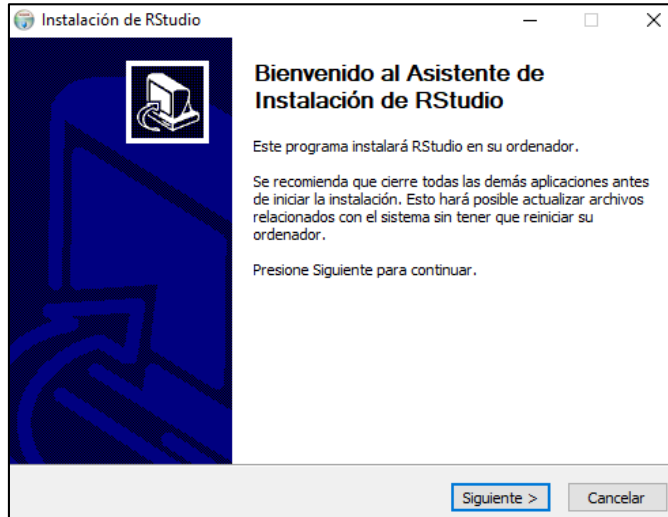 Instalación de RStudio
Bienvenido al Asistente de
Instalación de RStudio
Este programa instalará RStudio en su ordenador.
Se recomienda que cierre todas las demás aplicaciones antes
de iniciar la instalación. Esto hará posible actualizar archivos
relacionados con el sistema sin tener que reiniciar su
ordenador.
Presione Siguiente para continuar.
Siguiente >
Cancelar